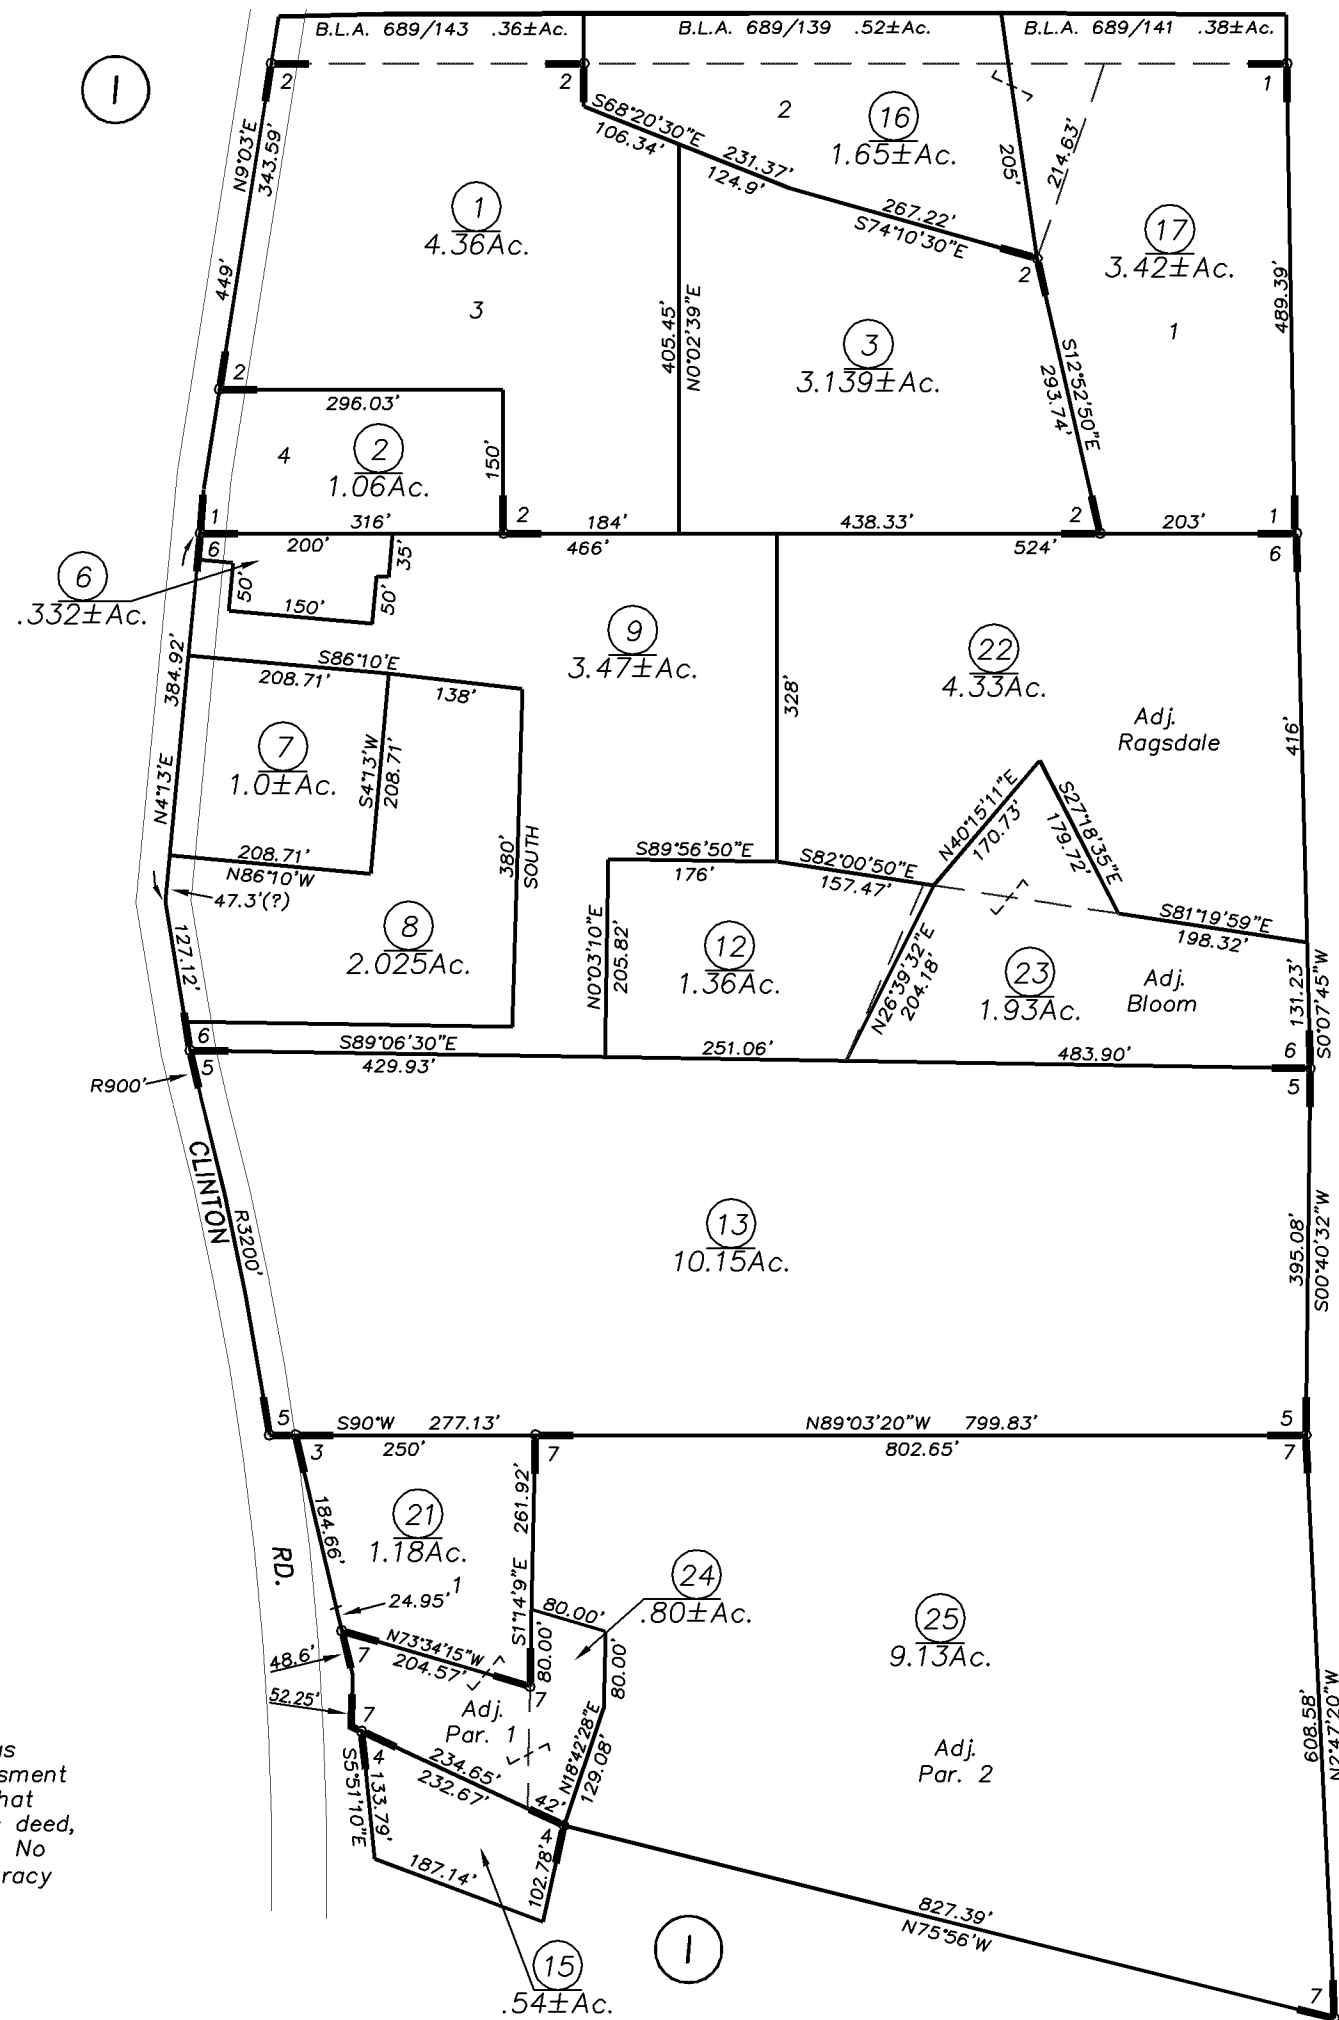 B.L.A. 689/143 .36±Ac.
B.L.A. 689/139 .52±Ac.
B.L.A. 689/141 .38±Ac.
1
2
2
1
N9°03'E
343.59'
449'
S68°20'30"E
106.34'
231.37'
124.9'
2
16
1.65±Ac.
267.22'
S74°10'30"E
205'
214.63'
1
4.36Ac.
3
17
3.42±Ac.
1
489.39'
2
405.45'
N0°02'39"E
3
3.139±Ac.
S12°52'50"E
293.74'
2
296.03'
4
2
1.06Ac.
150'
1
316'
2
184'
438.33'
2
203'
1
6
200'
466'
524'
6
35'
50'
50'
150'
6
.332±Ac.
9
3.47±Ac.
22
4.33Ac.
Adj.
Ragsdale
328'
416'
384.92'
N4°13'E
S86°10'E
208.71'
138'
7
1.0±Ac.
S4°13'W
208.71'
208.71'
N86°10'W
47.3'(?)
380'
SOUTH
8
2.025Ac.
127.12'
S89°56'50"E
176'
S82°00'50"E
157.47'
N40°15'11"E
170.73'
S27°18'35"E
179.72'
S81°19'59"E
198.32'
N0°03'10"E
205.82'
12
1.36Ac.
N26°39'32"E
204.18'
23
1.93Ac.
Adj.
Bloom
131.23'
S0°07'45"W
6
S89°06'30"E
429.93'
251.06'
483.90'
6
5
5
R900'
CLINTON
R3200'
13
10.15Ac.
395.08'
S00°40'32"W
5
S90°W 277.13'
N89°03'20"W 799.83'
5
3
250'
7
802.65'
7
RD.
184.66'
21
1.18Ac.
1
261.92'
S1°14'9"E
24.95'
24
.80±Ac.
80.00'
80.00'
80.00'
25
9.13Ac.
48.6'
7
N73°34'15"W
204.57'
7
52.25'
7
Adj.
Par. 1
N18°42'28"E
129.08'
Adj.
Par. 2
608.58'
N2°47'20"W
4
234.65'
232.67'
42'
4
S5°51'10"E
133.79'
187.14'
102.78'
827.39'
N75°56'W
7
15
.54±Ac.
1
deed,
No